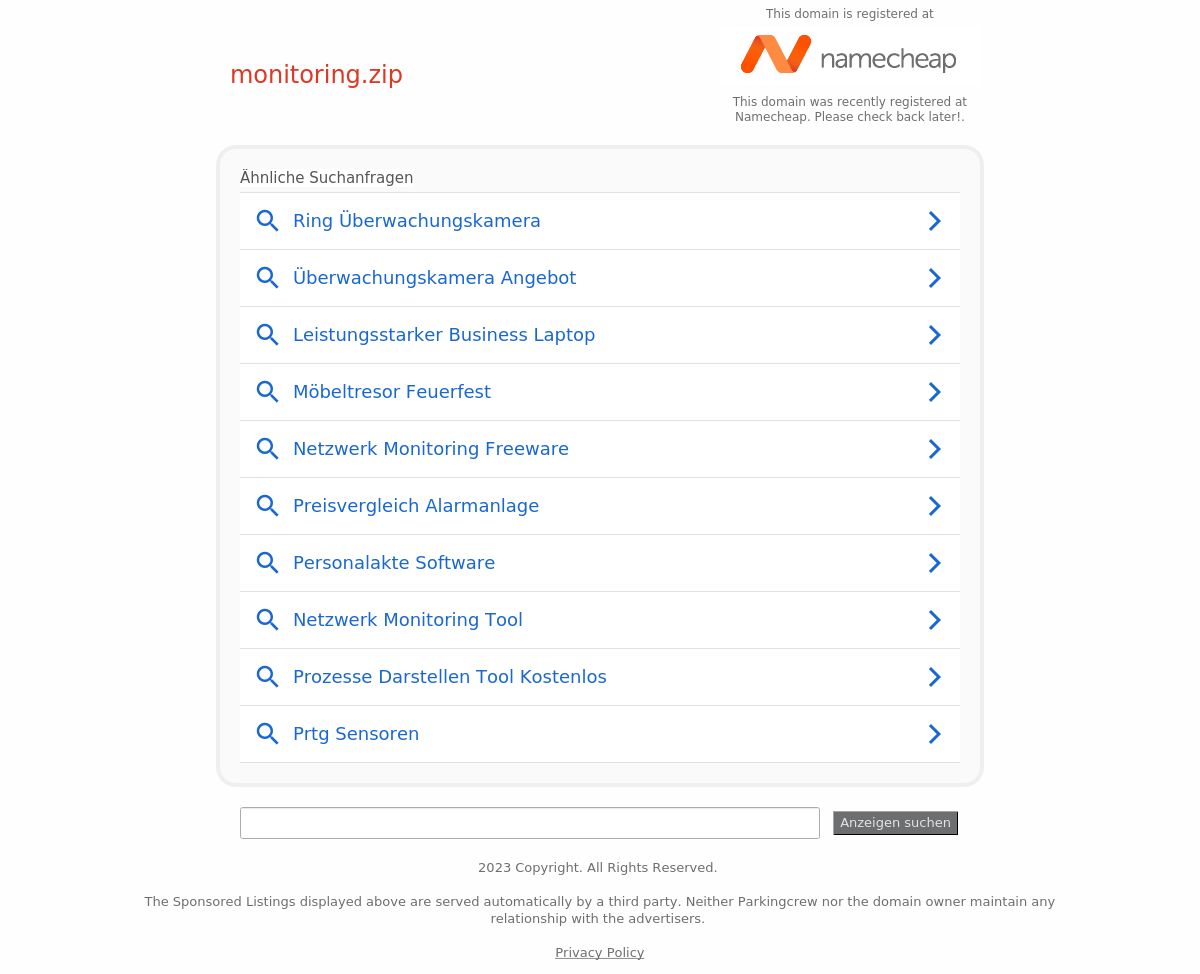 This domain is registered at
namecheap
monitoring.zip
This domain was recently registered at
Namecheap. Please check back later!.
Ähnliche Suchanfragen
Ring Überwachungskamera
Überwachungskamera Angebot
Leistungsstarker Business Laptop
Möbeltresor Feuerfest
Netzwerk Monitoring Freeware
Preisvergleich Alarmanlage
Personalakte Software
Netzwerk Monitoring Tool
Prozesse Darstellen Tool Kostenlos
Prtg Sensoren
Anzeigen suchen
2023 Copyright. All Rights Reserved.
The Sponsored Listings displayed above are served automatically by a third party. Neither Parkingcrew nor the domain owner maintain any
relationship with the advertisers.
Privacy Policy